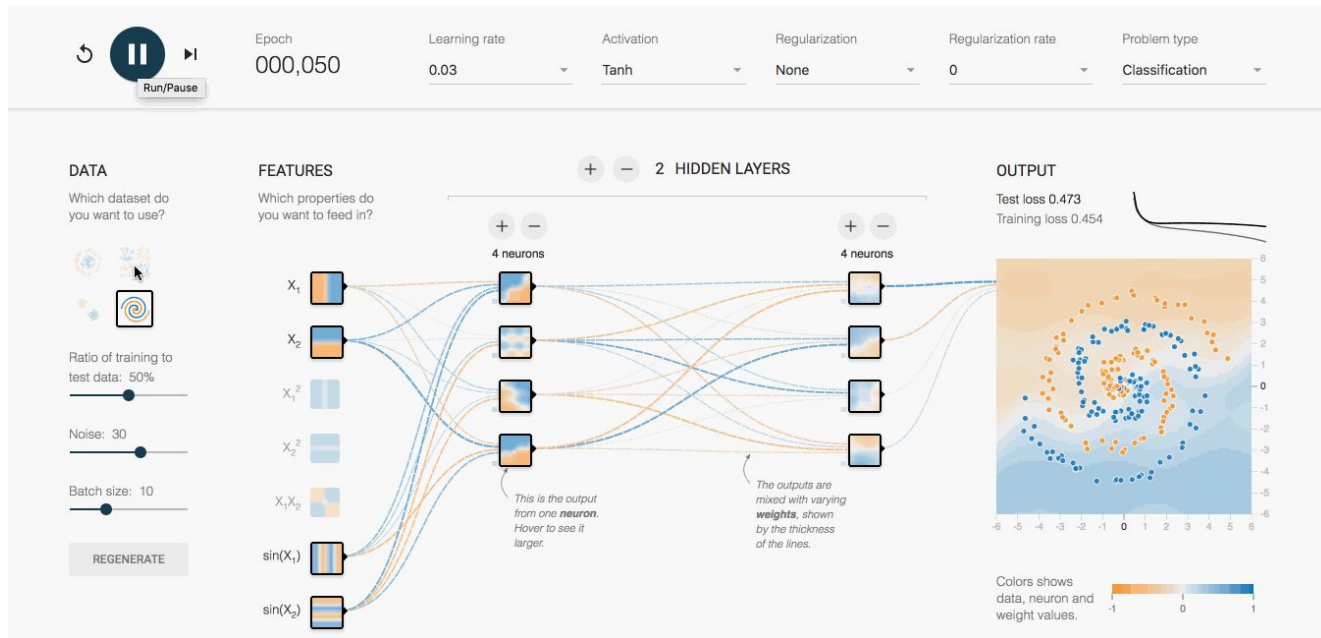 Epoch
000,050
Learning rate
0.03
Activation
Tanh
Regularization
None
Regularization rate
0
Problem type
Classification
Run/Pause
DATA
Which dataset do
you want to use?
Ratio of training to
test data: 50%
Noise: 30
Batch size: 10
REGENERATE
FEATURES
Which properties do
you want to feed in?
X₁
X₂
X₁²
X₂²
X₁X₂
sin(X₁)
sin(X₂)
+ − 2 HIDDEN LAYERS
+ −
4 neurons
+ −
4 neurons
This is the output
from one neuron.
Hover to see it
larger.
The outputs are
mixed with varying
weights, shown
by the thickness
of the lines.
OUTPUT
Test loss 0.473
Training loss 0.454
6
5
4
3
2
1
0
-1
-2
-3
-4
-5
-6
-6 -5 -4 -3 -2 -1 0 1 2 3 4 5 6
Colors shows
data, neuron and
weight values.
-1 0 1